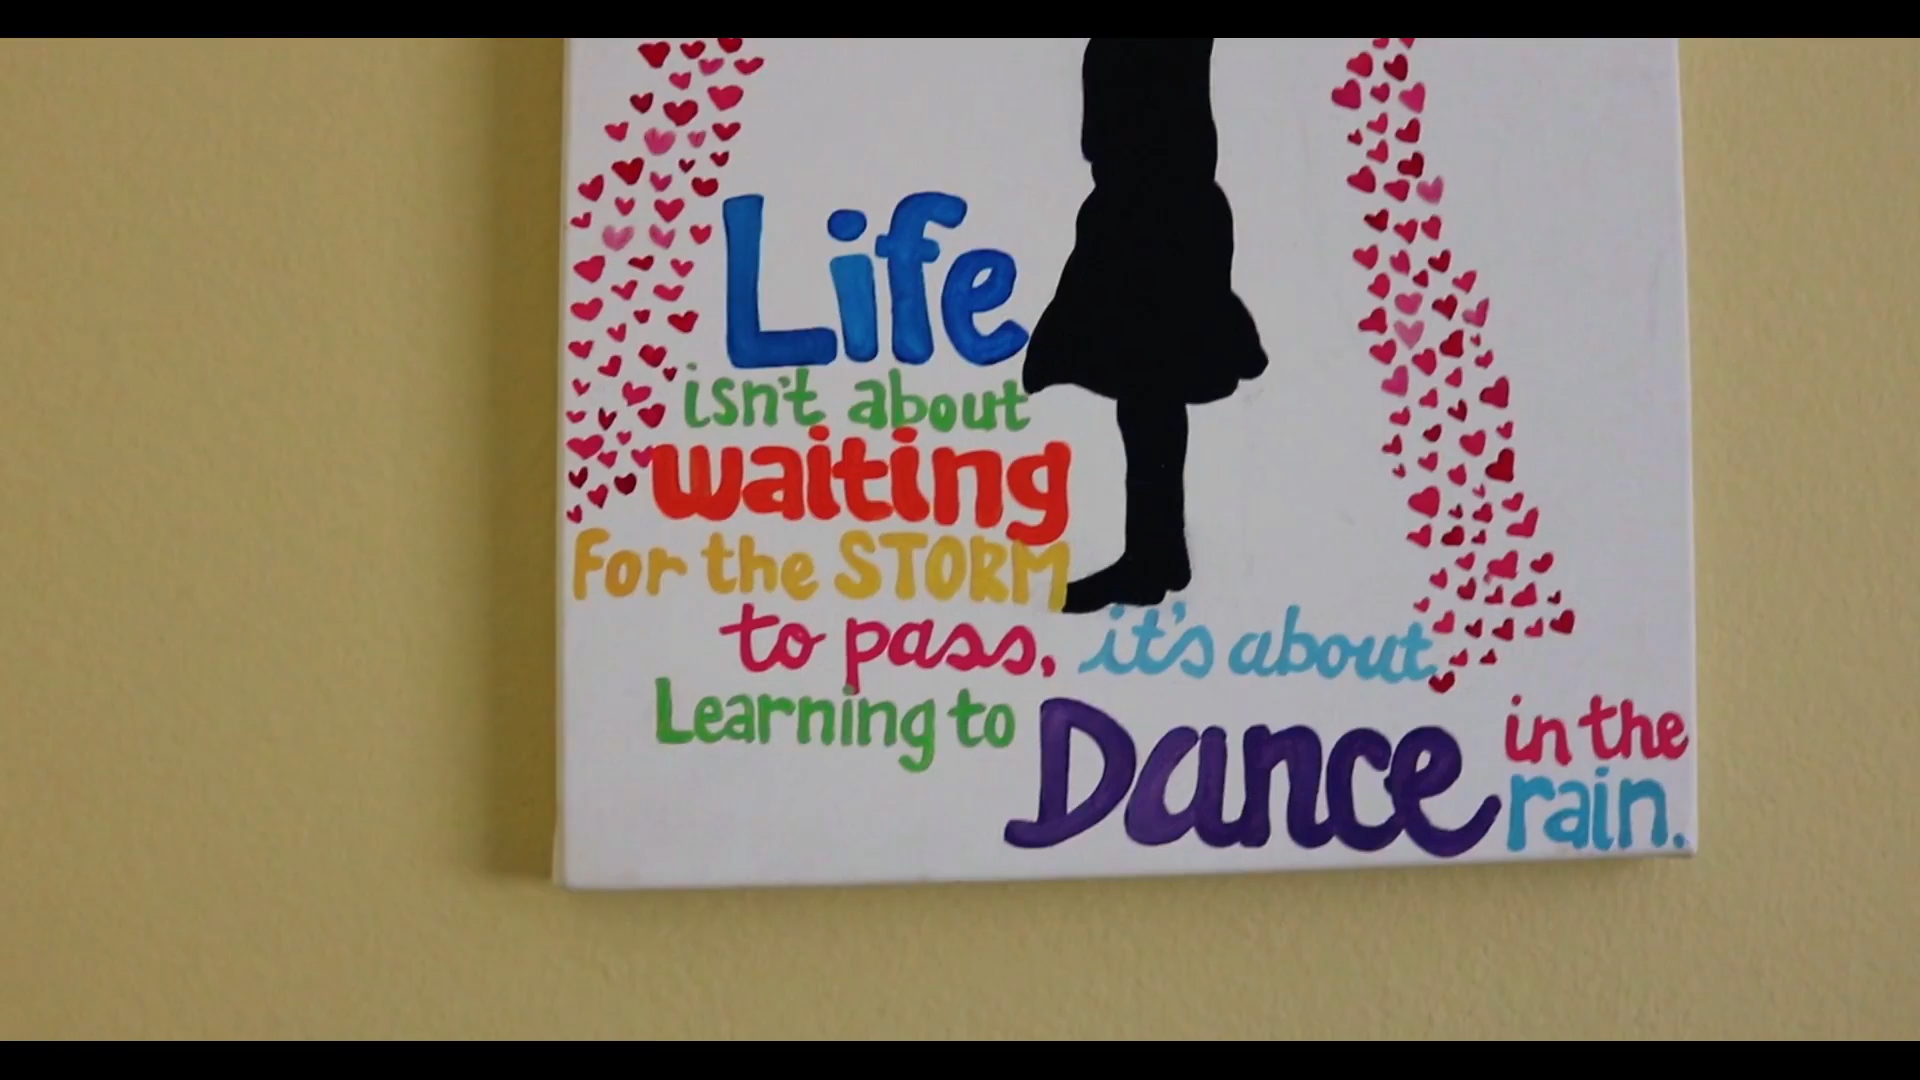 Life
isn't about
waiting
For the STORM
to pass, it's about
Learning to Dance in the
rain.